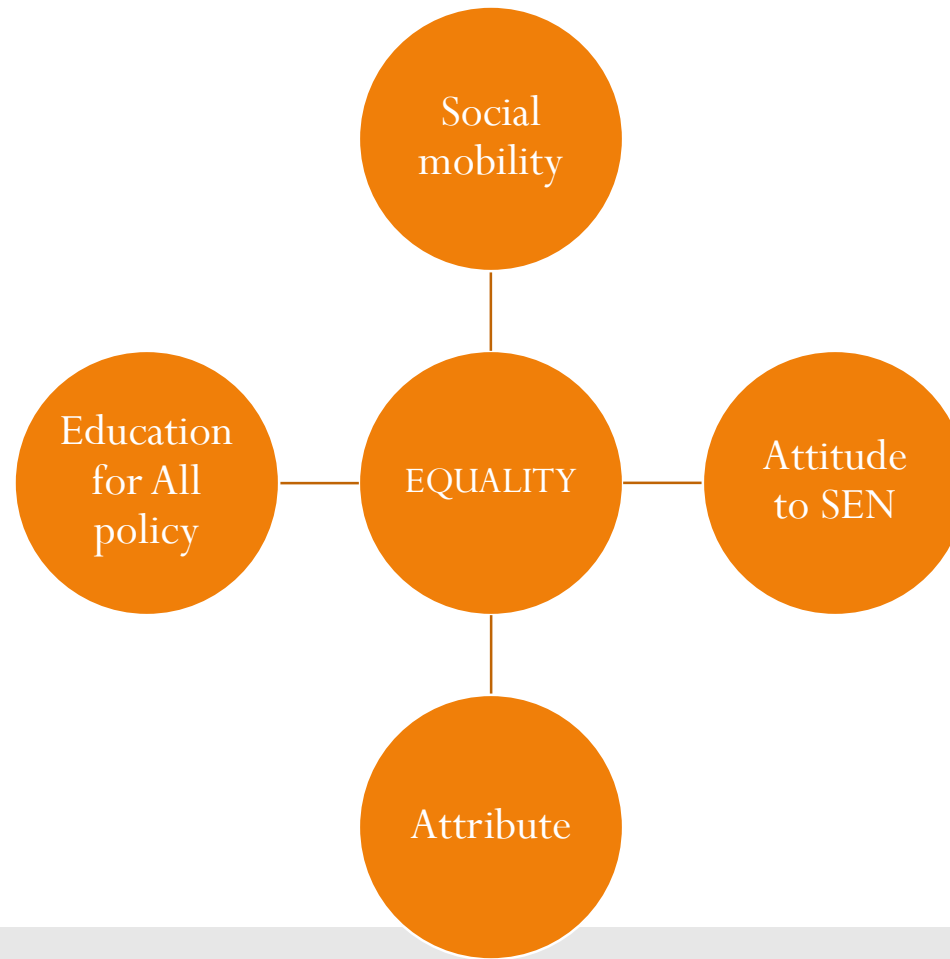 Social
mobility
Education
for All
policy
EQUALITY
Attitude
to SEN
Attribute